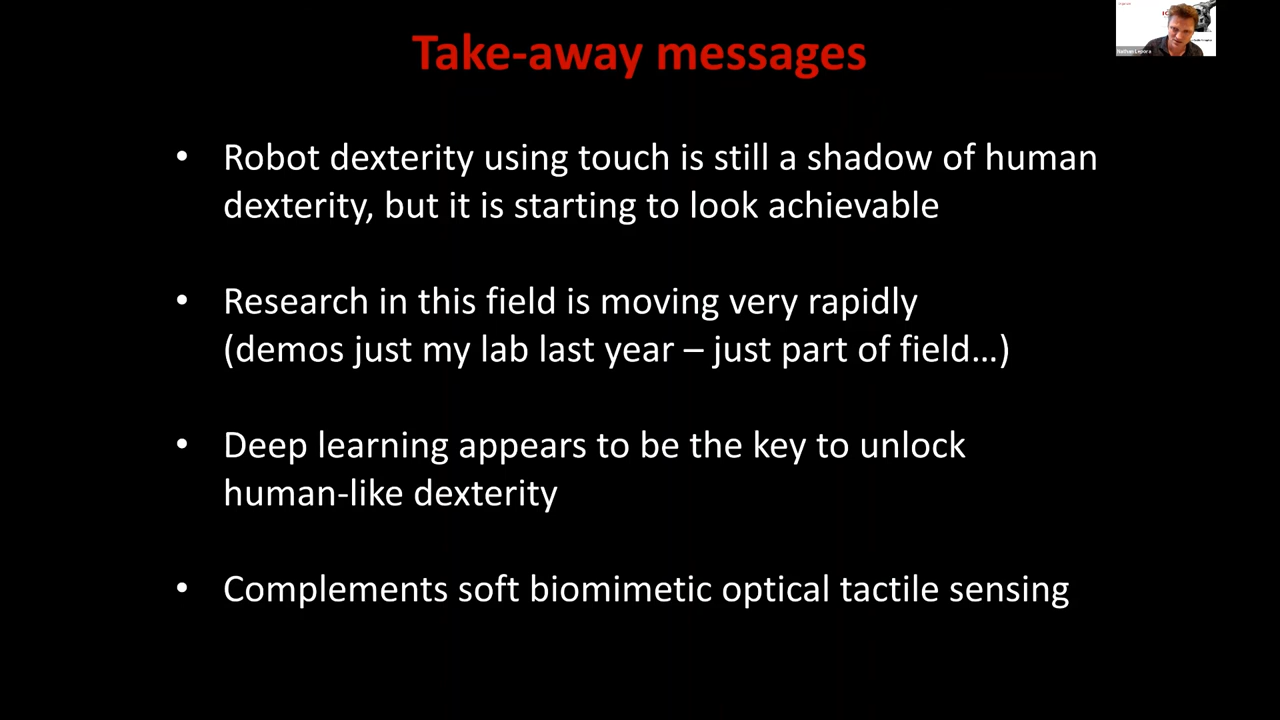 Take-away messages
Nathan Lepora
• Robot dexterity using touch is still a shadow of human
dexterity, but it is starting to look achievable
• Research in this field is moving very rapidly
(demos just my lab last year – just part of field…)
• Deep learning appears to be the key to unlock
human-like dexterity
• Complements soft biomimetic optical tactile sensing